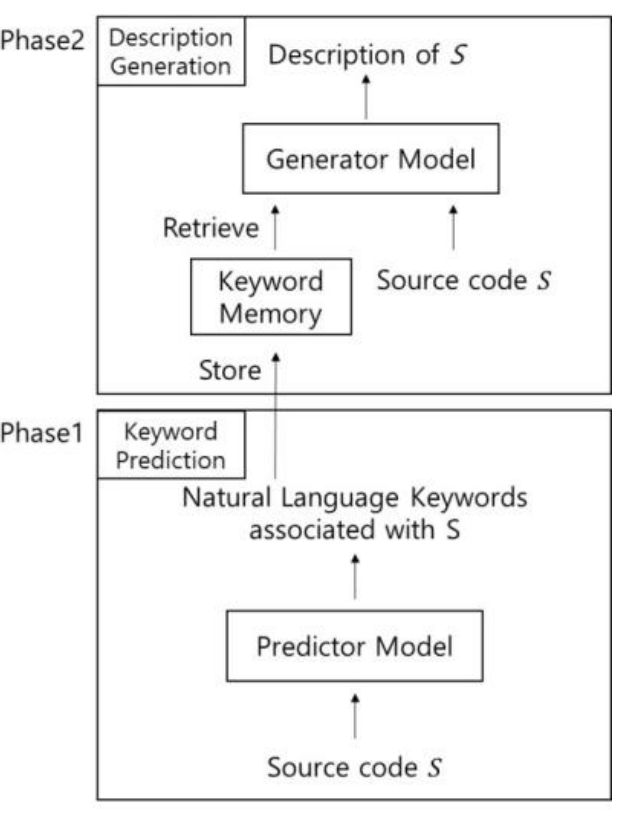 Phase2
Description
Generation
Description of S
Generator Model
Retrieve
Keyword
Memory
Source code S
Store
Phase1
Keyword
Prediction
Natural Language Keywords
associated with S
Predictor Model
Source code S